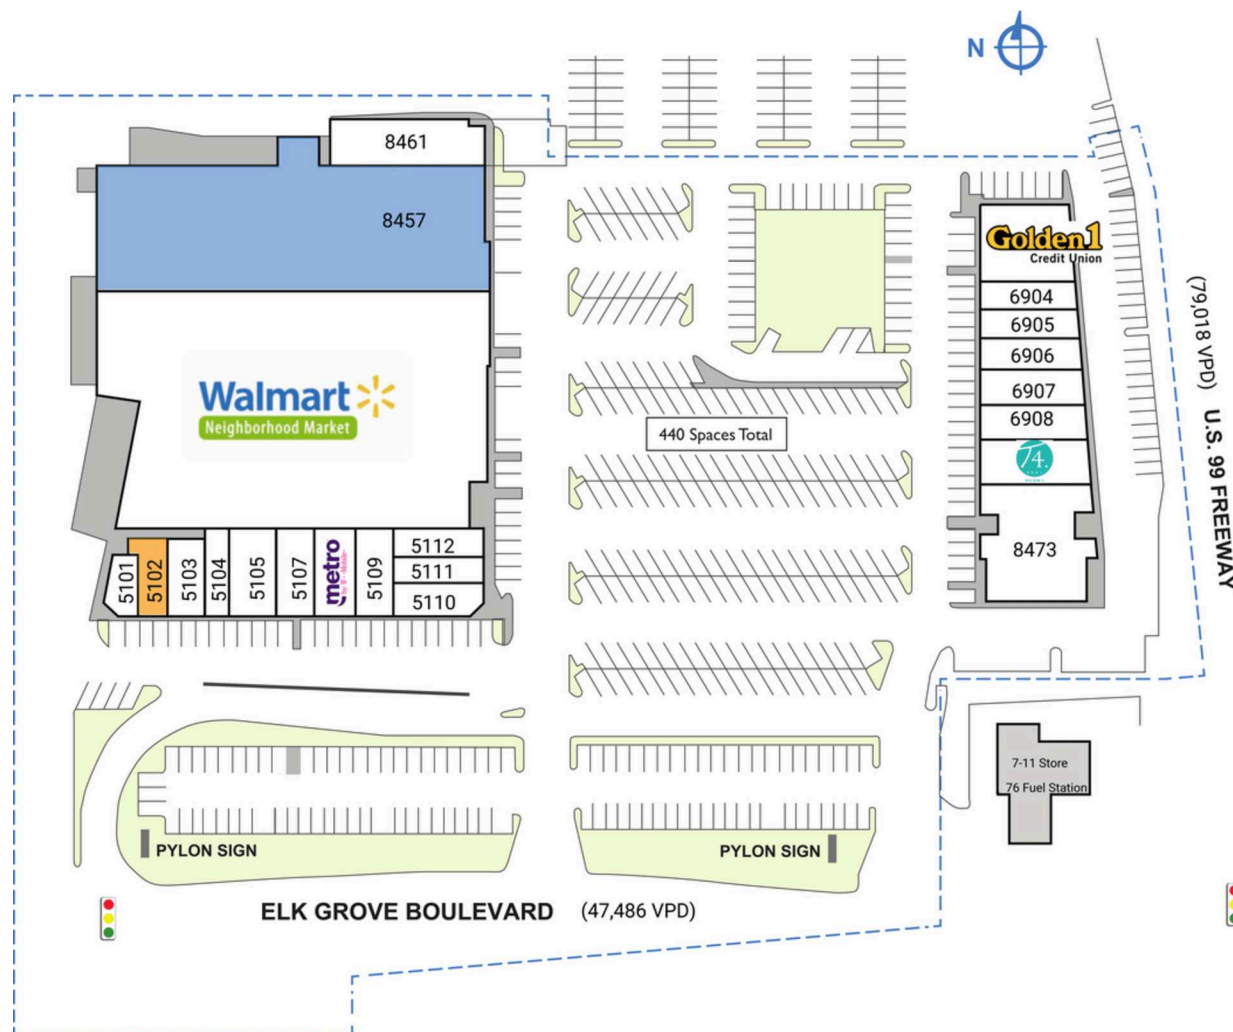 N
8461
8457
Golden1
Credit Union
6904
6905
6906
6907
6908
8473
(79,018 VPD) U.S. 99 FREEWAY
Walmart
Neighborhood Market
440 Spaces Total
5101
5102
5103
5104
5105
5107
metro
by T-Mobile
5109
5112
5111
5110
7-11 Store
76 Fuel Station
PYLON SIGN
PYLON SIGN
ELK GROVE BOULEVARD (47,486 VPD)